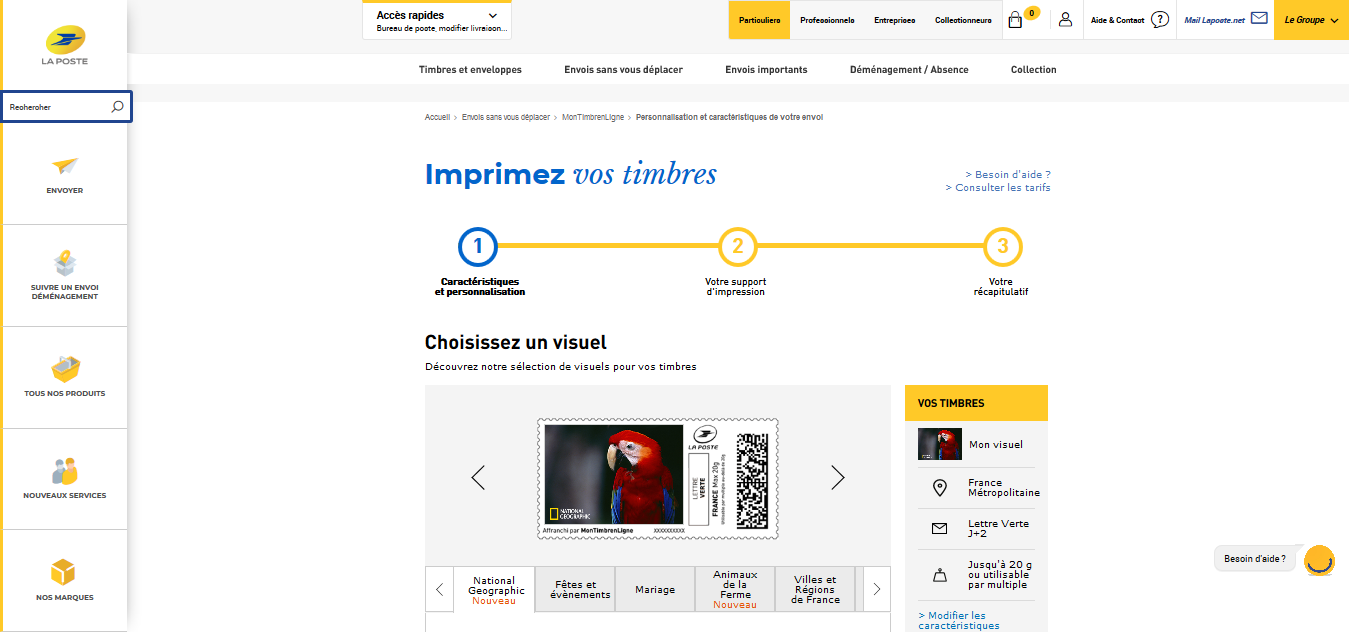 LA POSTE
Rechercher
ENVOYER
SUIVRE UN ENVOI
DÉMÉNAGEMENT
TOUS NOS PRODUITS
NOUVEAUX SERVICES
NOS MARQUES
Accès rapides
Bureau de poste, modifier livraison...
Particuliers
Professionnels
Entreprises
Collectionneurs
0
Aide & Contact
?
Mail Laposte.net
Le Groupe
Timbres et enveloppes
Envois sans vous déplacer
Envois importants
Déménagement / Absence
Collection
Accueil > Envois sans vous déplacer > MonTimbrenLigne > Personnalisation et caractéristiques de votre envoi
Imprimez vos timbres
> Besoin d'aide ?
> Consulter les tarifs
1
2
3
Caractéristiques
et personnalisation
Votre support
d'impression
Votre
récapitulatif
Choisissez un visuel
Découvrez notre sélection de visuels pour vos timbres
LA POSTE
LETTRE
VERTE
FRANCE Max 20g
NATIONAL
GEOGRAPHIC
Affranchi par MonTimbrenLigne
XXXXXXXXXX
National
Geographic
Nouveau
Fêtes et
évènements
Mariage
Animaux
de la
Ferme
Nouveau
Villes et
Régions
de France
VOS TIMBRES
Mon visuel
France
Métropolitaine
Lettre Verte
J+2
Jusqu'à 20 g
ou utilisable
par multiple
> Modifier les
caractéristiques
Besoin d'aide ?